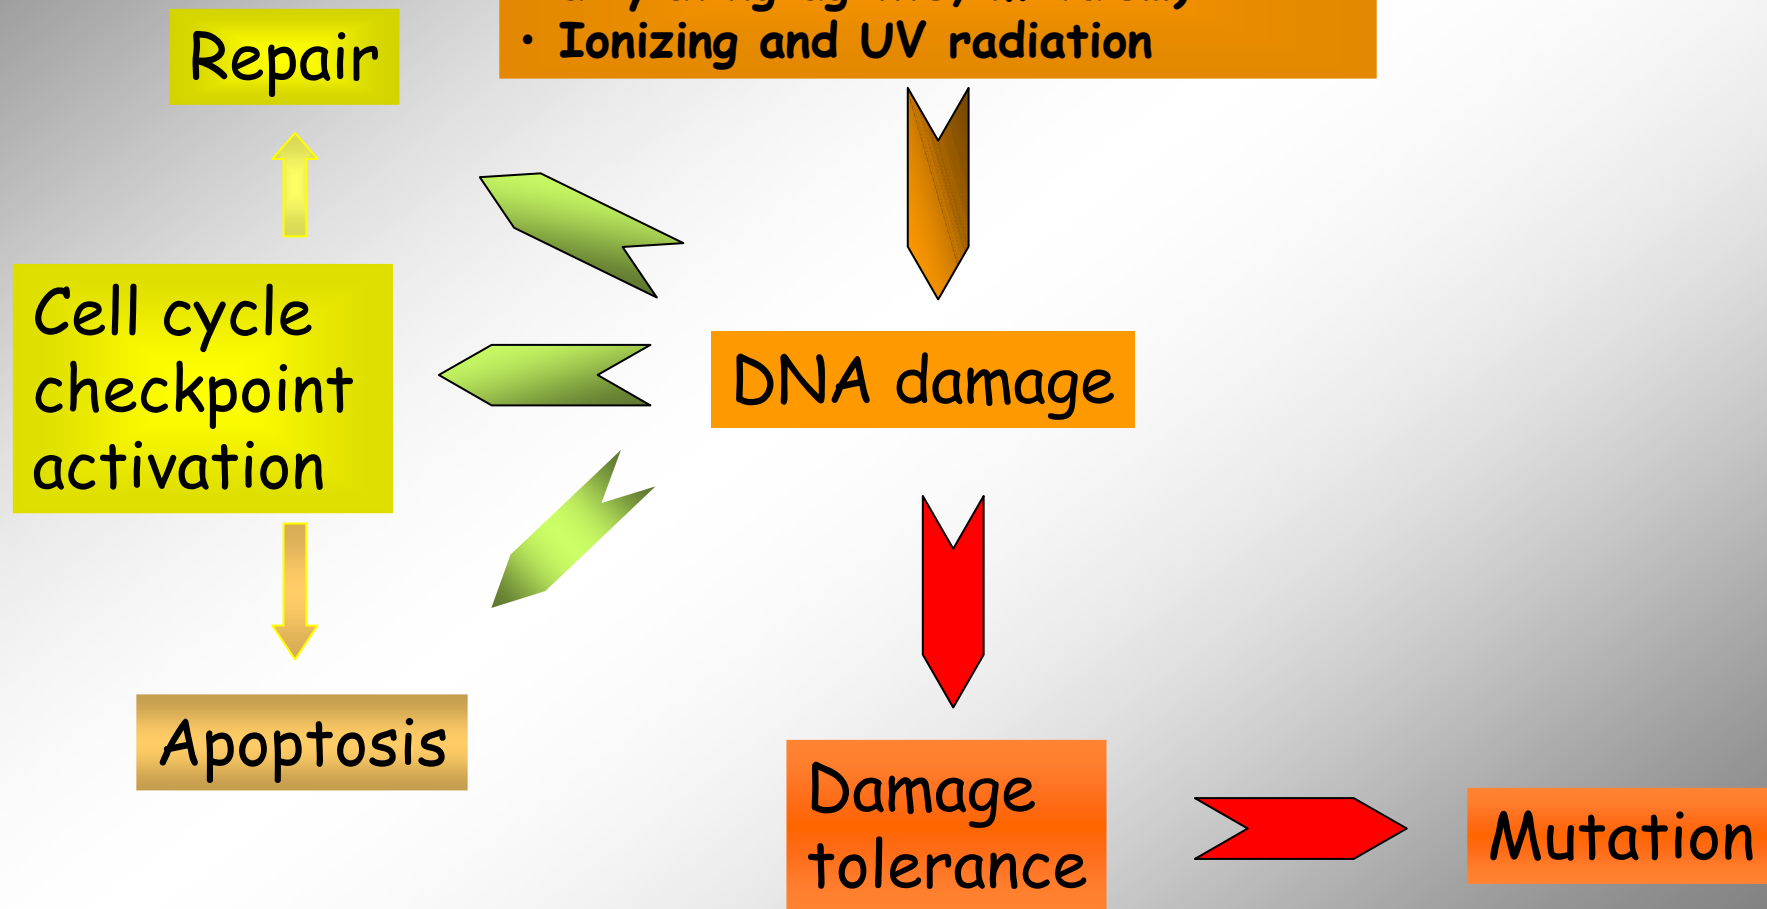 Repair
• Ionizing and UV radiation
Cell cycle
checkpoint
activation
DNA damage
Apoptosis
Damage
tolerance
Mutation